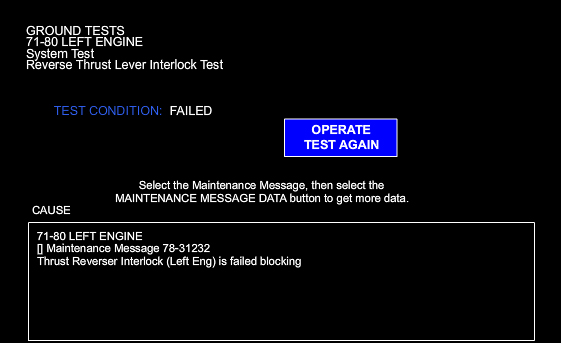 GROUND TESTS
71-80 LEFT ENGINE
System Test
Reverse Thrust Lever Interlock Test
TEST CONDITION: FAILED
OPERATE
TEST AGAIN
Select the Maintenance Message, then select the
MAINTENANCE MESSAGE DATA button to get more data.
CAUSE
71-80 LEFT ENGINE
[] Maintenance Message 78-31232
Thrust Reverser Interlock (Left Eng) is failed blocking